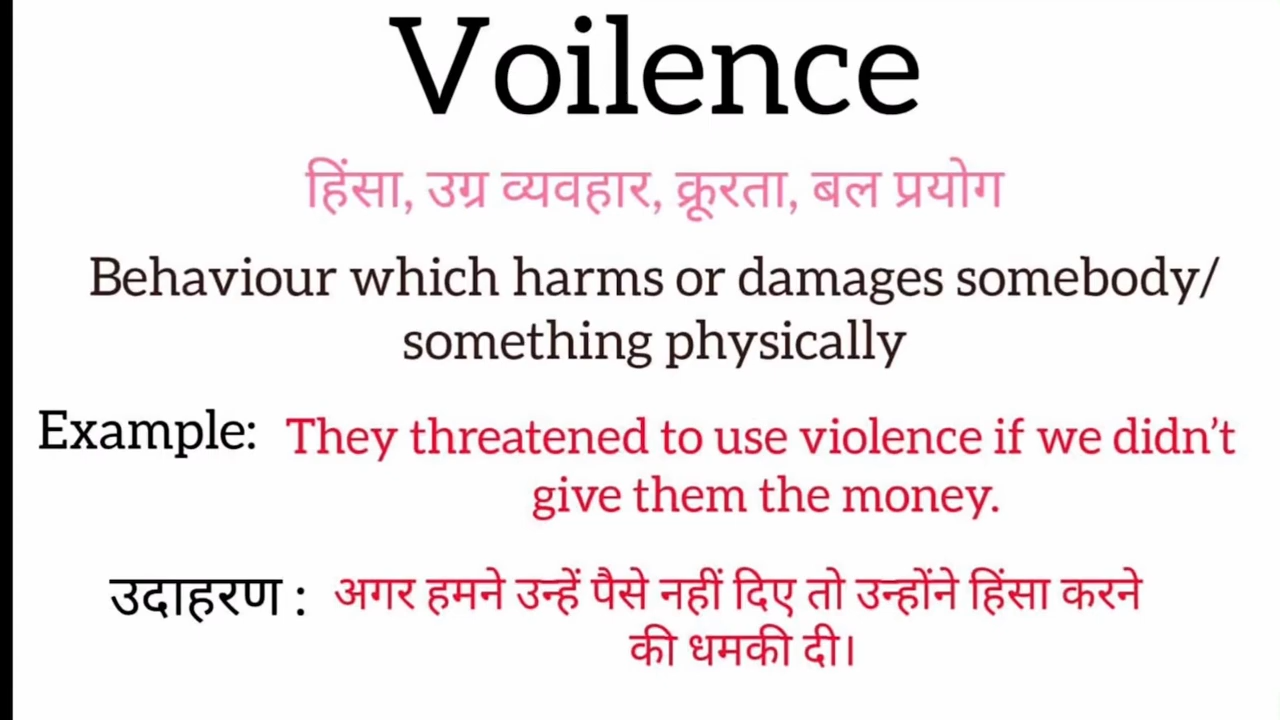 Voilence
हिंसा, उग्र व्यवहार, क्रूरता, बल प्रयोग
Behaviour which harms or damages somebody/
something physically
Example: They threatened to use violence if we didn’t
give them the money.
उदाहरण : अगर हमने उन्हें पैसे नहीं दिए तो उन्होंने हिंसा करने
की धमकी दी।